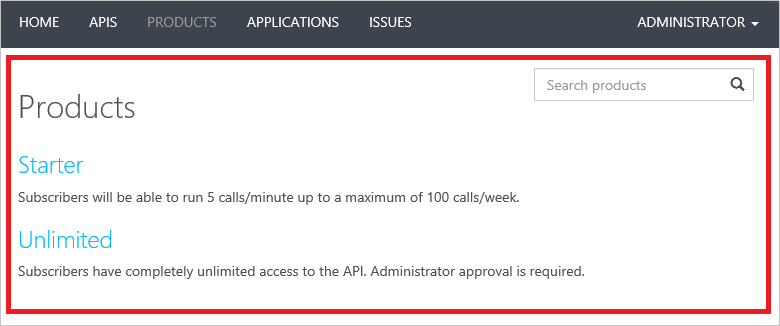 HOME APIS PRODUCTS APPLICATIONS ISSUES ADMINISTRATOR
Search products
Products
Starter
Subscribers will be able to run 5 calls/minute up to a maximum of 100 calls/week.
Unlimited
Subscribers have completely unlimited access to the API. Administrator approval is required.